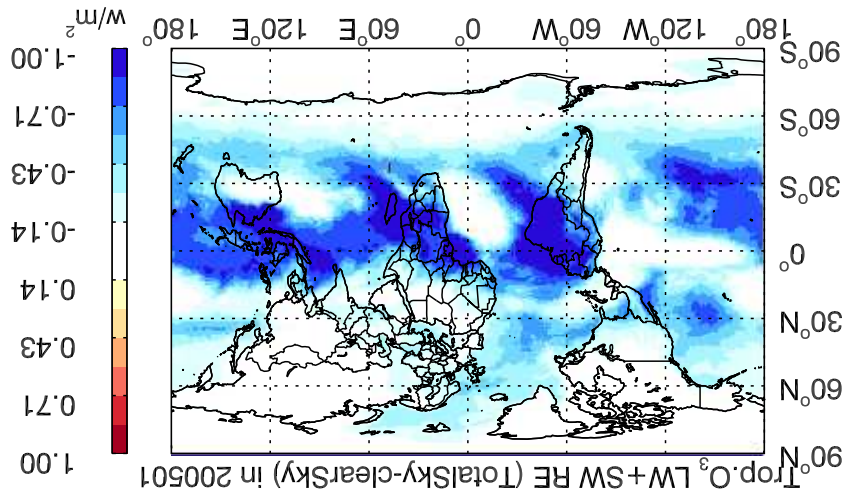 Trop.O₃ LW+SW RE (TotalSky-clearSky) in 200501
90°N
60°N
30°N
0°
30°S
60°S
90°S
180° 120°W 60°W 0° 60°E 120°E 180°
1.00
0.71
0.43
0.14
-0.14
-0.43
-0.71
-1.00
w/m²